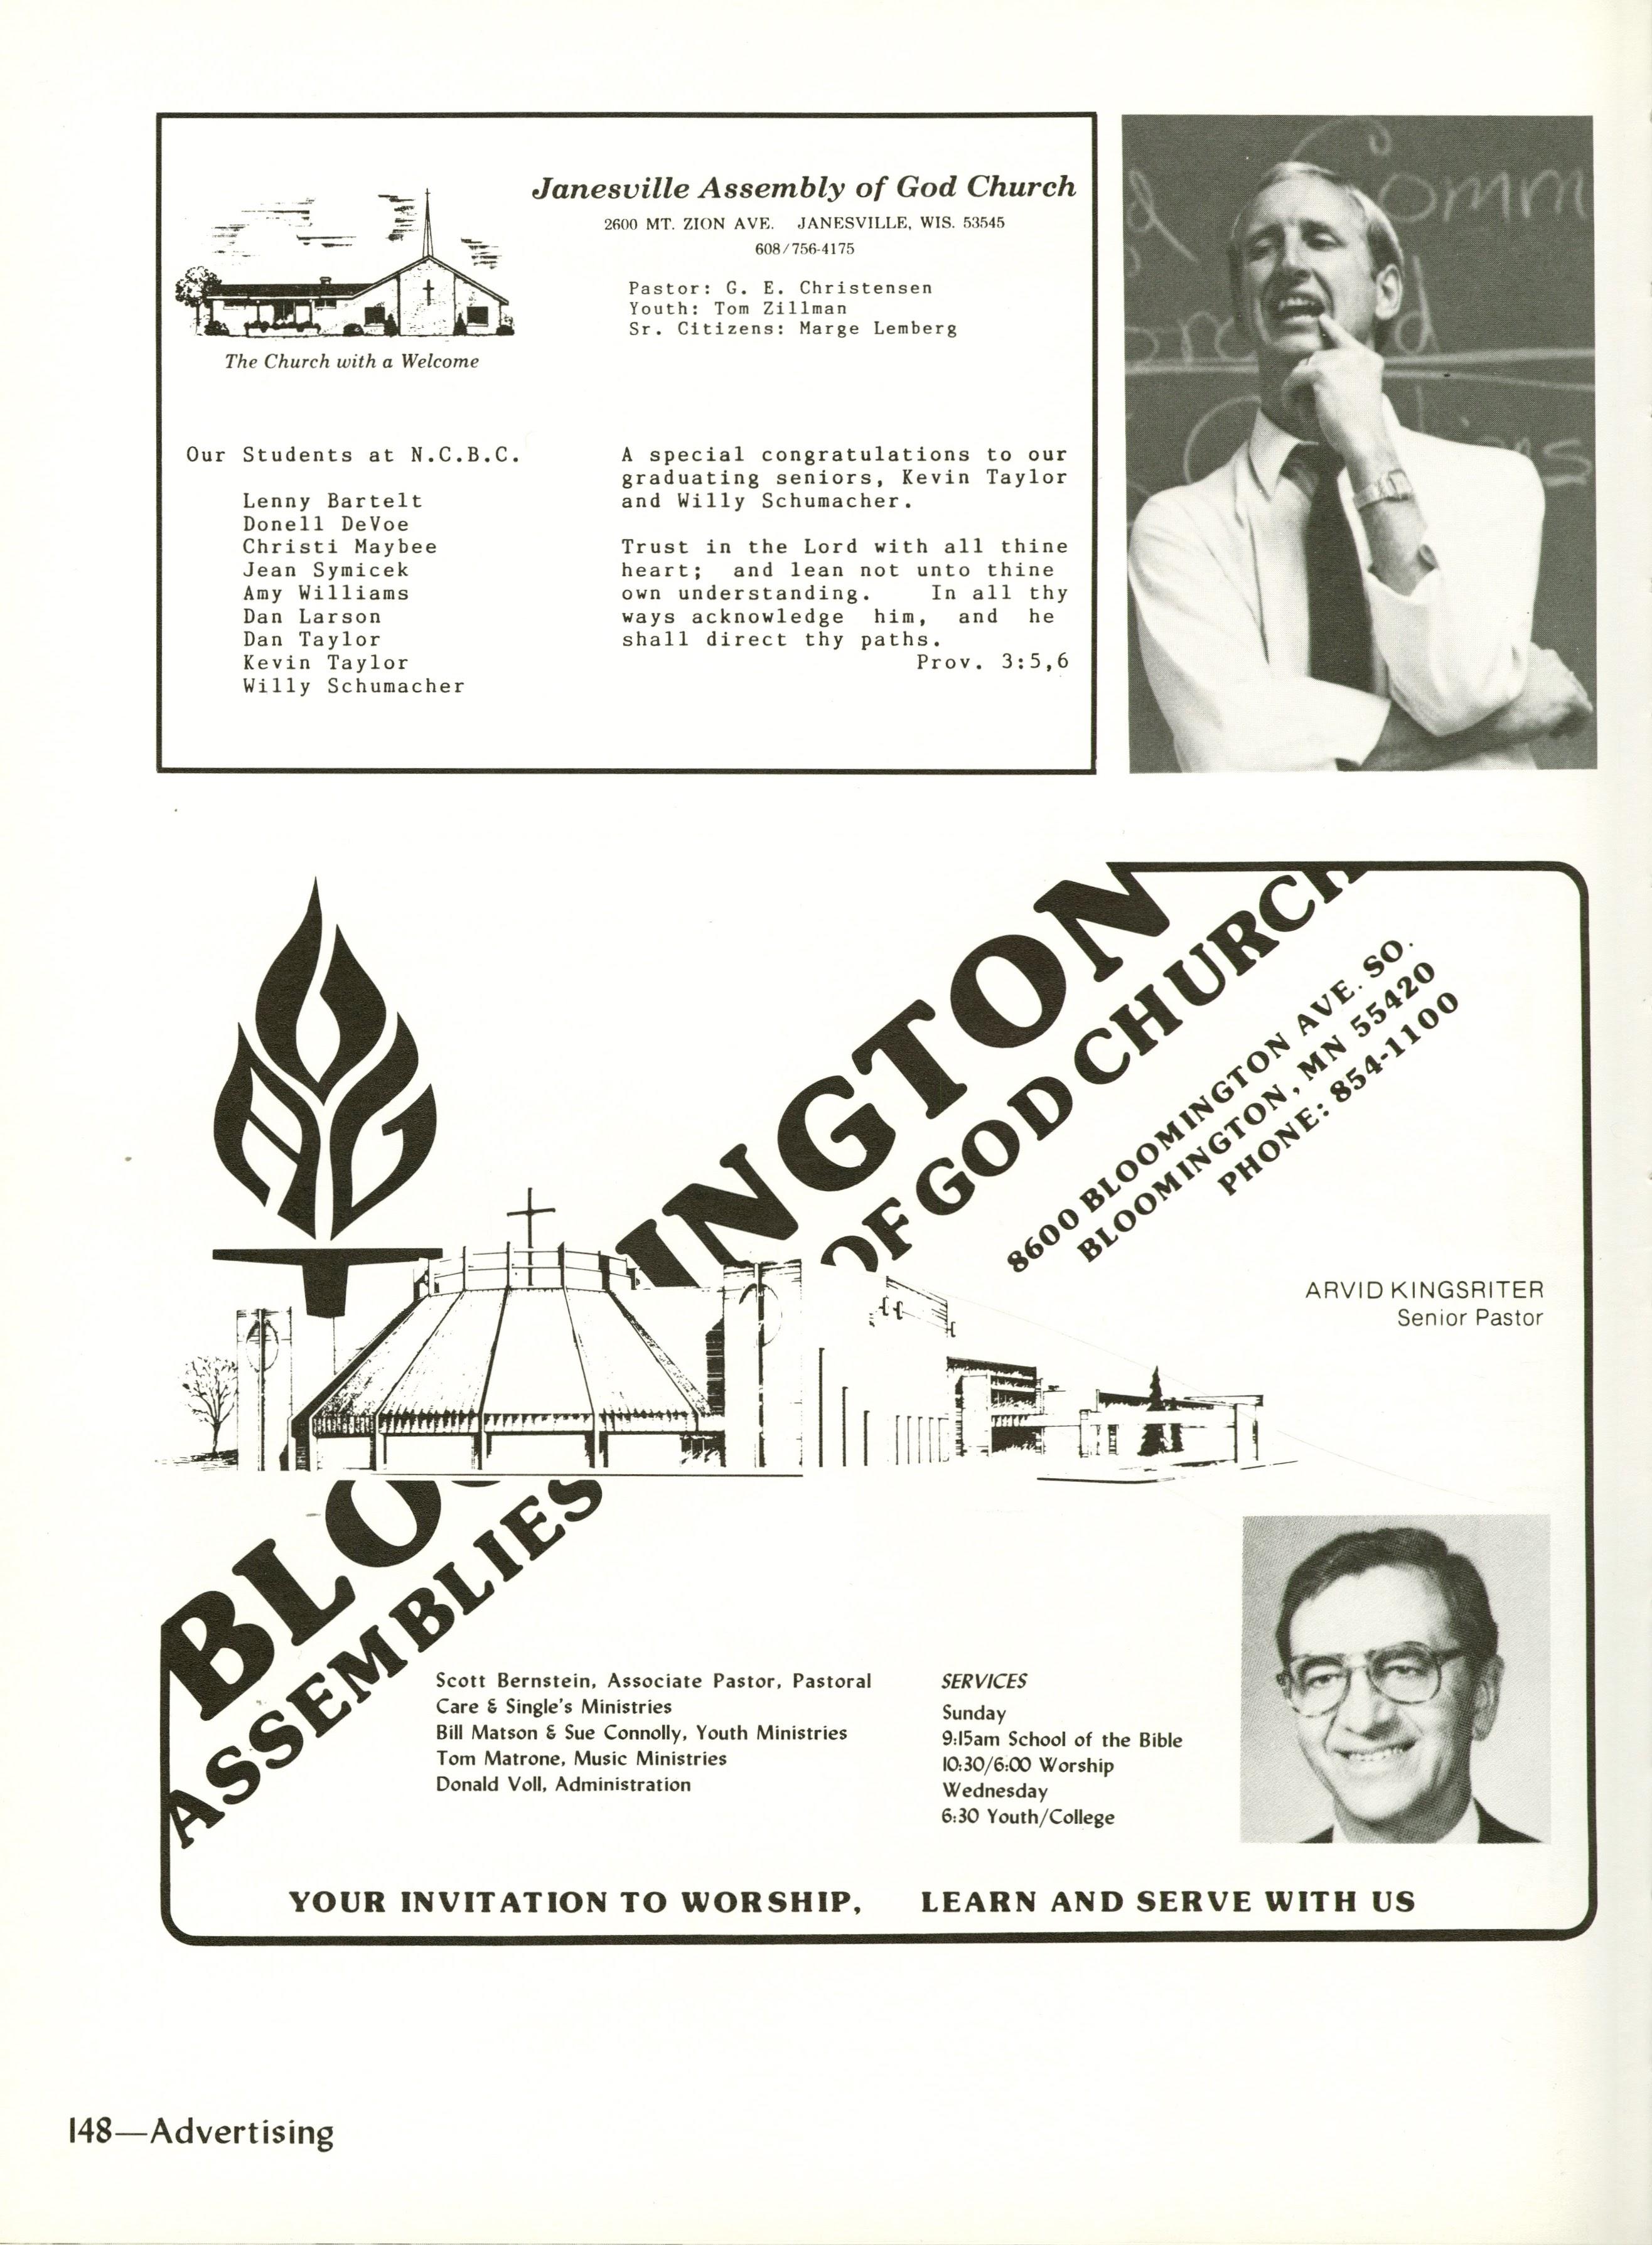 Janesville Assembly of God Church
2600 MT. ZION AVE. JANESVILLE, WIS. 53545
608/756-4175
Pastor: G. E. Christensen
Youth: Tom Zillman
Sr. Citizens: Marge Lemberg
The Church with a Welcome
Our Students at N.C.B.C.
Lenny Bartelt
Donell DeVoe
Christi Maybee
Jean Symicek
Amy Williams
Dan Larson
Dan Taylor
Kevin Taylor
Willy Schumacher
A special congratulations to our
graduating seniors, Kevin Taylor
and Willy Schumacher.
Trust in the Lord with all thine
heart; and lean not unto thine
own understanding. In all thy
ways acknowledge him, and he
shall direct thy paths.
Prov. 3:5,6
Comm
AOG
BLO INGTON
ASSEMBLIES OF GOD CHURCH
8600 BLOOMINGTON AVE. SO.
BLOOMINGTON, MN 55420
PHONE: 854-1100
ARVID KINGSRITER
Senior Pastor
Scott Bernstein, Associate Pastor, Pastoral
Care & Single's Ministries
Bill Matson & Sue Connolly, Youth Ministries
Tom Matrone, Music Ministries
Donald Voll, Administration
SERVICES
Sunday
9:15am School of the Bible
10:30/6:00 Worship
Wednesday
6:30 Youth/College
YOUR INVITATION TO WORSHIP, LEARN AND SERVE WITH US
148—Advertising